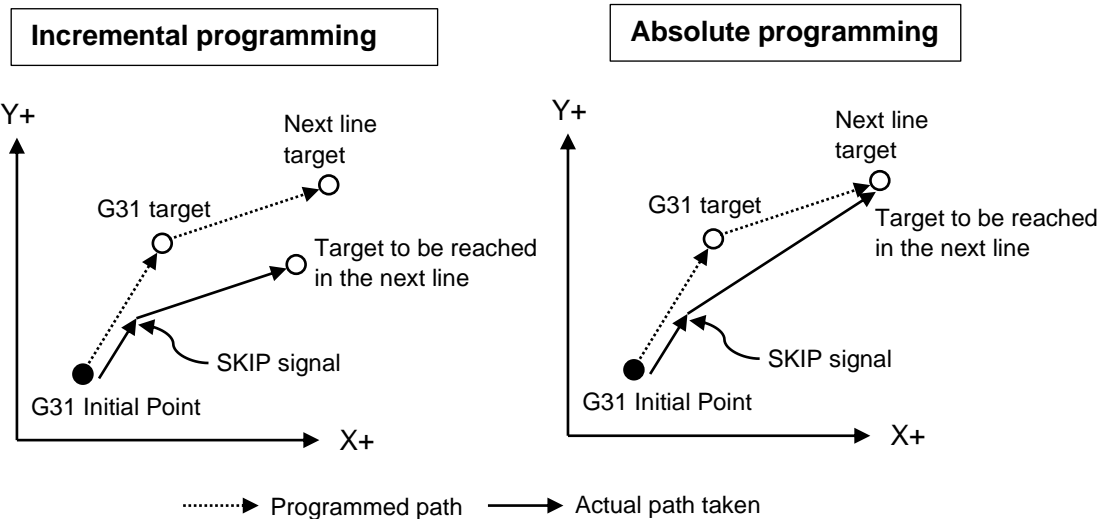 Incremental programming
Y+
Next line
target
G31 target
Target to be reached
in the next line
SKIP signal
G31 Initial Point
X+
Absolute programming
Y+
Next line
target
G31 target
Target to be reached
in the next line
SKIP signal
G31 Initial Point
X+
Programmed path
Actual path taken